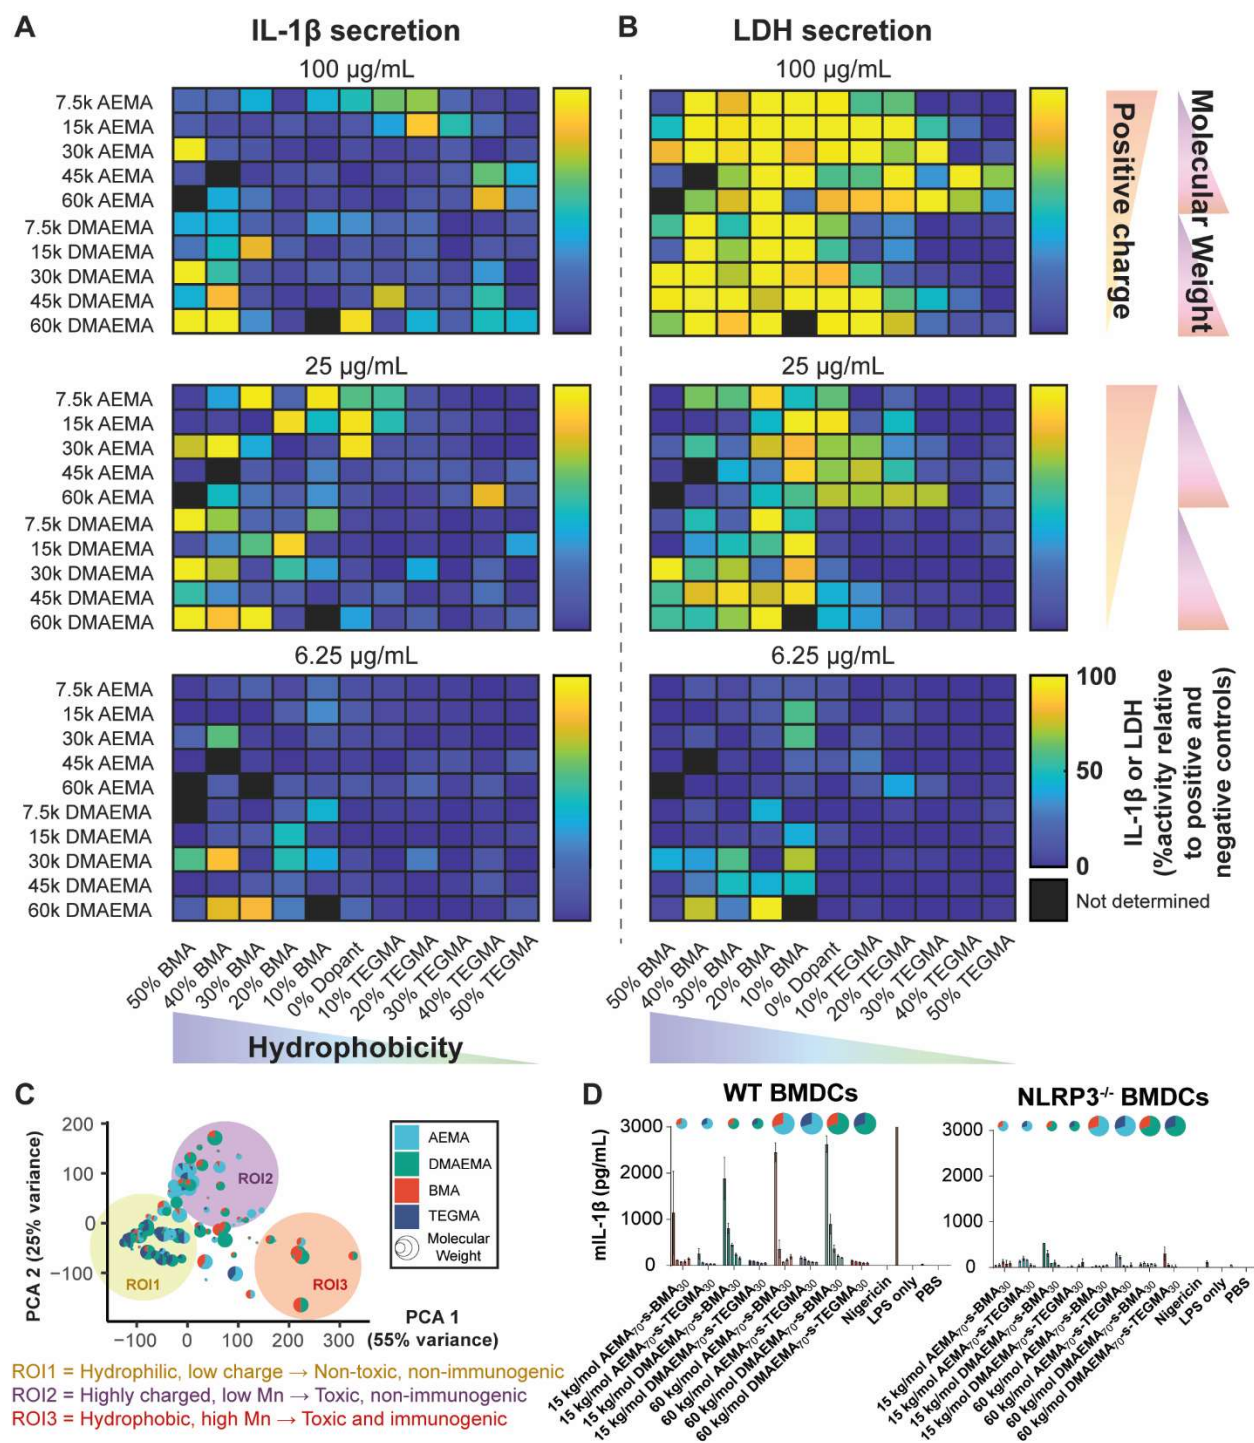 A
IL-1β secretion
B
LDH secretion
100 µg/mL
100 µg/mL
7.5k AEMA
15k AEMA
30k AEMA
45k AEMA
60k AEMA
7.5k DMAEMA
15k DMAEMA
30k DMAEMA
45k DMAEMA
60k DMAEMA
Positive charge
Molecular Weight
25 µg/mL
25 µg/mL
7.5k AEMA
15k AEMA
30k AEMA
45k AEMA
60k AEMA
7.5k DMAEMA
15k DMAEMA
30k DMAEMA
45k DMAEMA
60k DMAEMA
6.25 µg/mL
6.25 µg/mL
7.5k AEMA
15k AEMA
30k AEMA
45k AEMA
60k AEMA
7.5k DMAEMA
15k DMAEMA
30k DMAEMA
45k DMAEMA
60k DMAEMA
100
50
0
IL-1β or LDH
(%activity relative
to positive and
negative controls)
Not determined
50% BMA
40% BMA
30% BMA
20% BMA
10% BMA
0% Dopant
10% TEGMA
20% TEGMA
30% TEGMA
40% TEGMA
50% TEGMA
50% BMA
40% BMA
30% BMA
20% BMA
10% BMA
0% Dopant
10% TEGMA
20% TEGMA
30% TEGMA
40% TEGMA
50% TEGMA
Hydrophobicity
C
PCA 2 (25% variance)
200
100
0
−100
ROI2
ROI1
ROI3
−100
0
100
200
300
PCA 1
(55% variance)
AEMA
DMAEMA
BMA
TEGMA
Molecular
Weight
ROI1 = Hydrophilic, low charge → Non-toxic, non-immunogenic
ROI2 = Highly charged, low Mn → Toxic, non-immunogenic
ROI3 = Hydrophobic, high Mn → Toxic and immunogenic
D
WT BMDCs
NLRP3-/- BMDCs
mIL-1β (pg/mL)
3000
2000
1000
0
3000
2000
1000
0
15 kg/mol AEMA70-s-BMA30
15 kg/mol AEMA70-s-TEGMA30
15 kg/mol DMAEMA70-s-BMA30
15 kg/mol DMAEMA70-s-TEGMA30
60 kg/mol AEMA70-s-BMA30
60 kg/mol AEMA70-s-TEGMA30
60 kg/mol DMAEMA70-s-BMA30
60 kg/mol DMAEMA70-s-TEGMA30
Nigericin
LPS only
PBS
15 kg/mol AEMA70-s-BMA30
15 kg/mol AEMA70-s-TEGMA30
15 kg/mol DMAEMA70-s-BMA30
15 kg/mol DMAEMA70-s-TEGMA30
60 kg/mol AEMA70-s-BMA30
60 kg/mol AEMA70-s-TEGMA30
60 kg/mol DMAEMA70-s-BMA30
60 kg/mol DMAEMA70-s-TEGMA30
Nigericin
LPS only
PBS